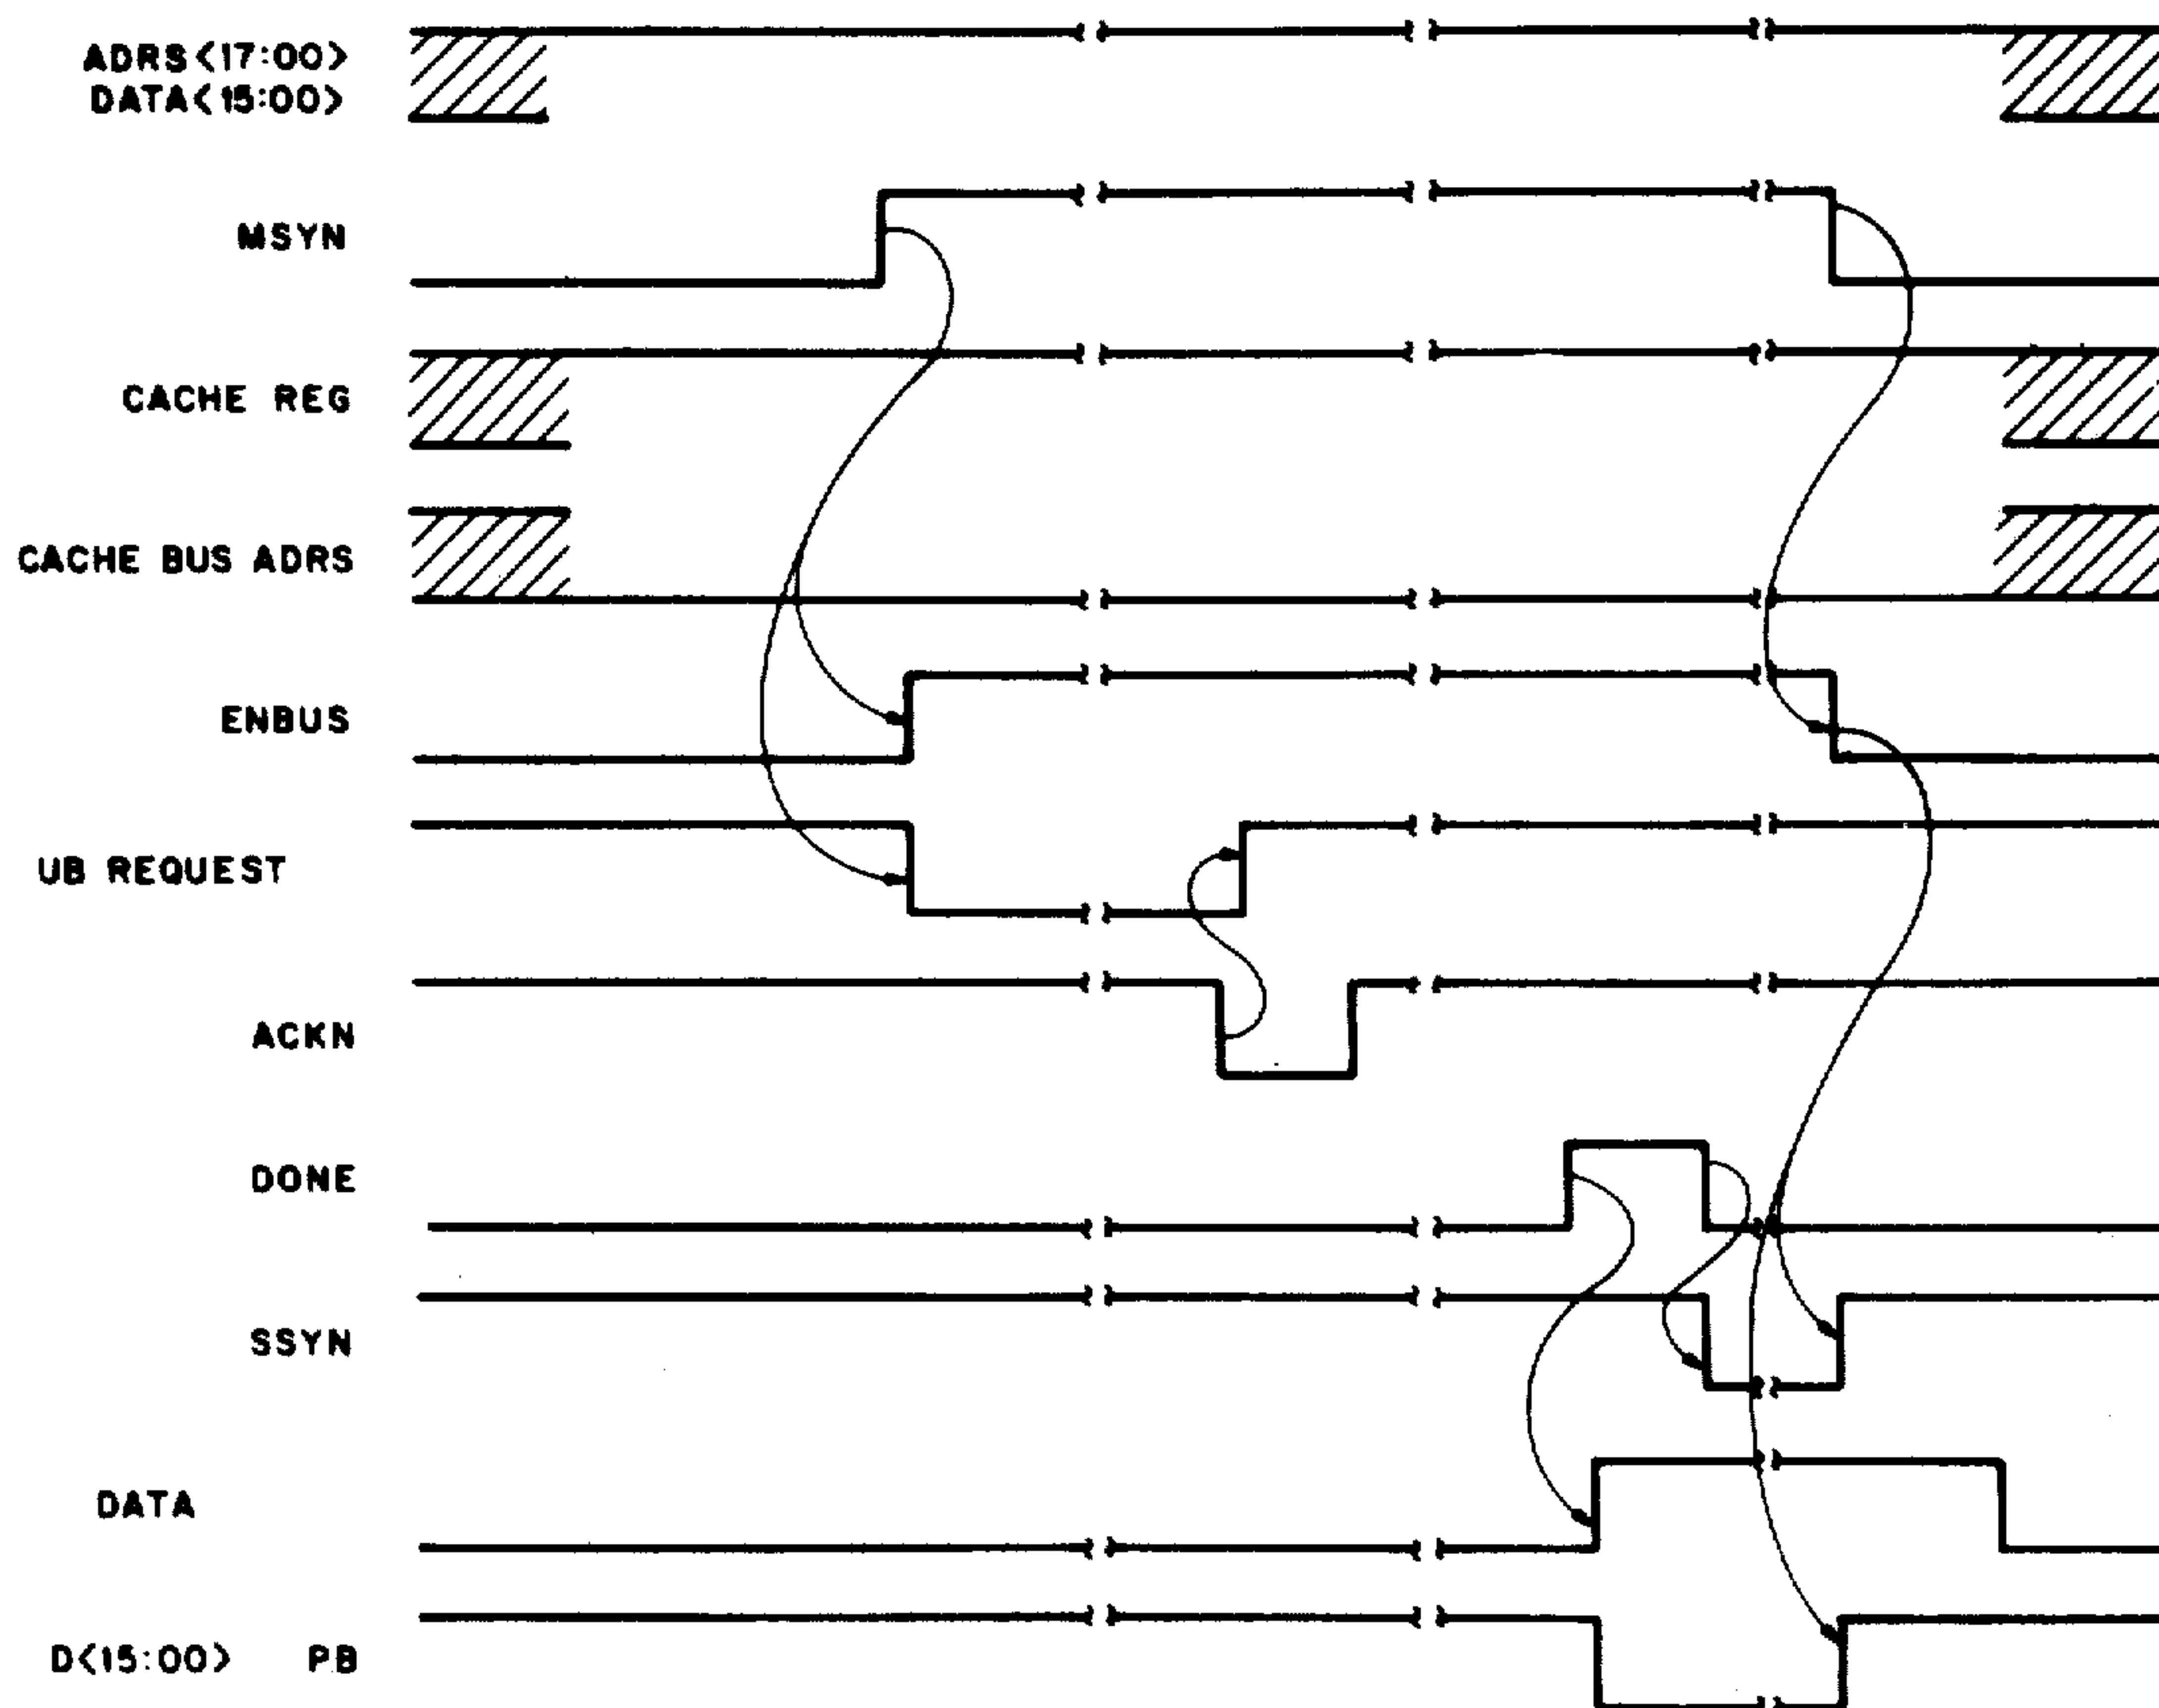 ADRS<17:00>
DATA<15:00>
MSYN
CACHE REG
CACHE BUS ADRS
ENBUS
UB REQUEST
ACKN
DONE
SSYN
DATA
D<15:00> PB